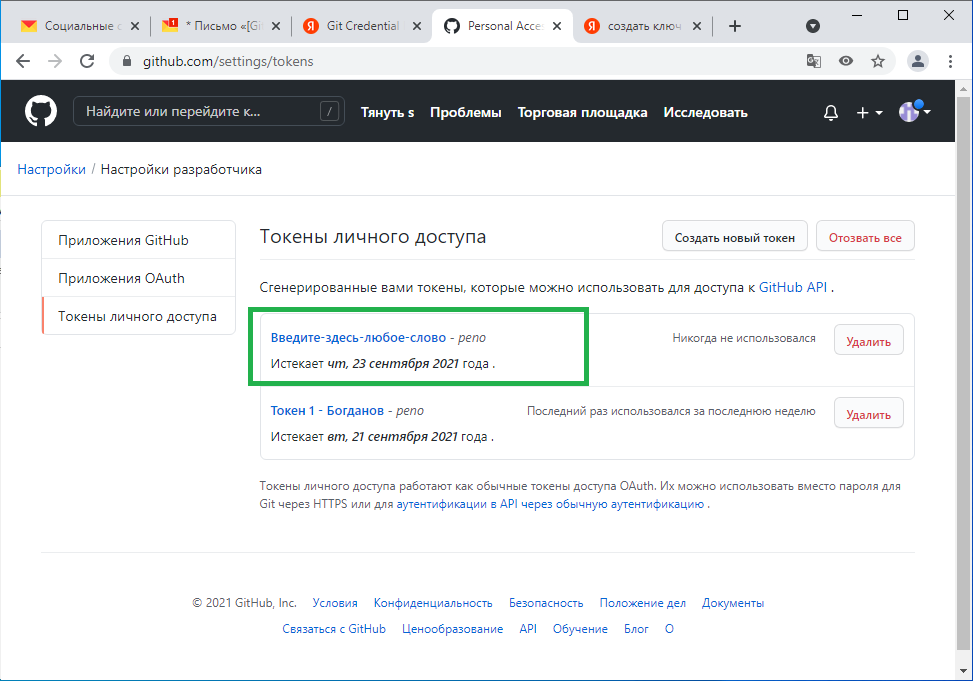 Социальные с
* Письмо «[Git
Git Credential
Personal Acce
создать ключ
github.com/settings/tokens
Найдите или перейдите к... /
Тянуть s Проблемы Торговая площадка Исследовать
Настройки / Настройки разработчика
Приложения GitHub
Приложения OAuth
Токены личного доступа
Токены личного доступа
Создать новый токен
Отозвать все
Сгенерированные вами токены, которые можно использовать для доступа к GitHub API .
Введите-здесь-любое-слово - репо
Никогда не использовался
Удалить
Истекает чт, 23 сентября 2021 года .
Токен 1 - Богданов - репо
Последний раз использовался за последнюю неделю
Удалить
Истекает вт, 21 сентября 2021 года .
Токены личного доступа работают как обычные токены доступа OAuth. Их можно использовать вместо пароля для
Git через HTTPS или для аутентификации в API через обычную аутентификацию .
© 2021 GitHub, Inc. Условия Конфиденциальность Безопасность Положение дел Документы
Связаться с GitHub Ценообразование API Обучение Блог О